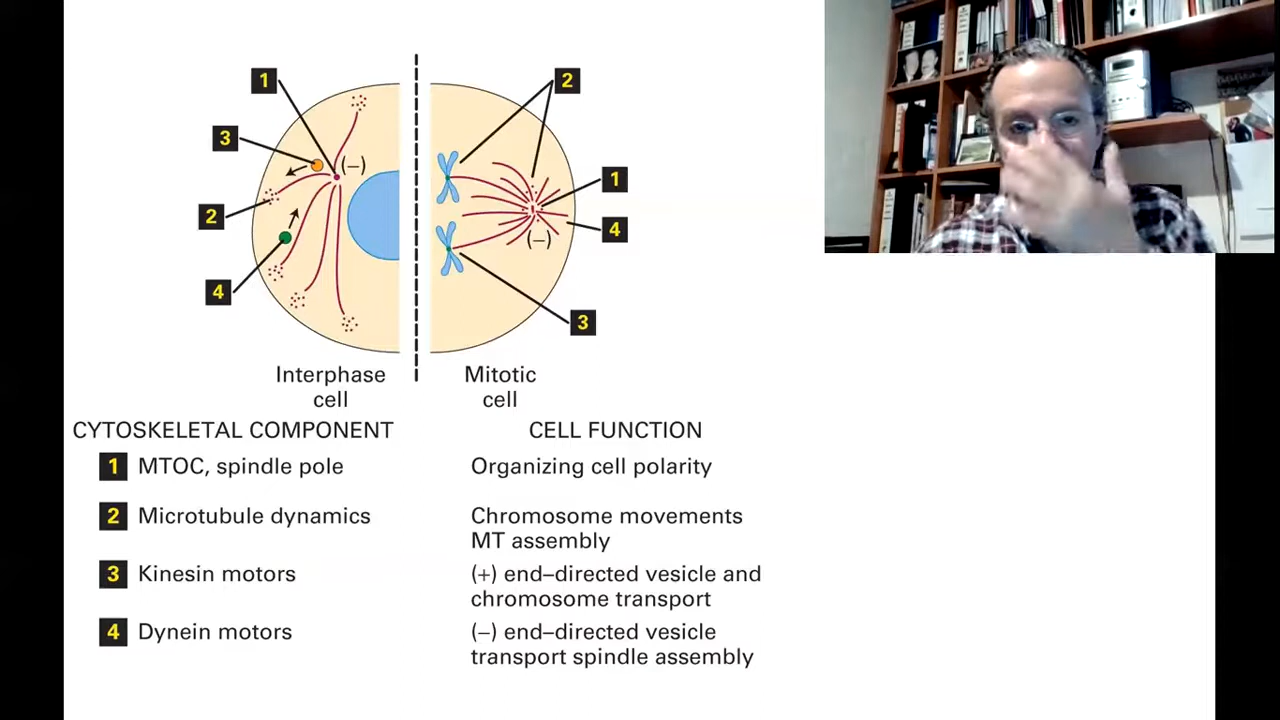 1
2
3
(–)
1
2
4
(–)
4
3
Interphase
cell
Mitotic
cell
CYTOSKELETAL COMPONENT
CELL FUNCTION
1 MTOC, spindle pole
Organizing cell polarity
2 Microtubule dynamics
Chromosome movements
MT assembly
3 Kinesin motors
(+) end–directed vesicle and
chromosome transport
4 Dynein motors
(–) end–directed vesicle
transport spindle assembly